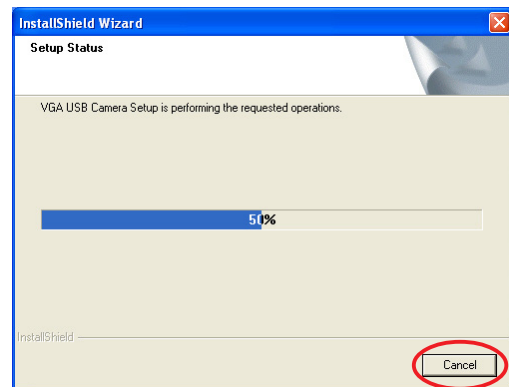 InstallShield Wizard
Setup Status
VGA USB Camera Setup is performing the requested operations.
50%
InstallShield
Cancel